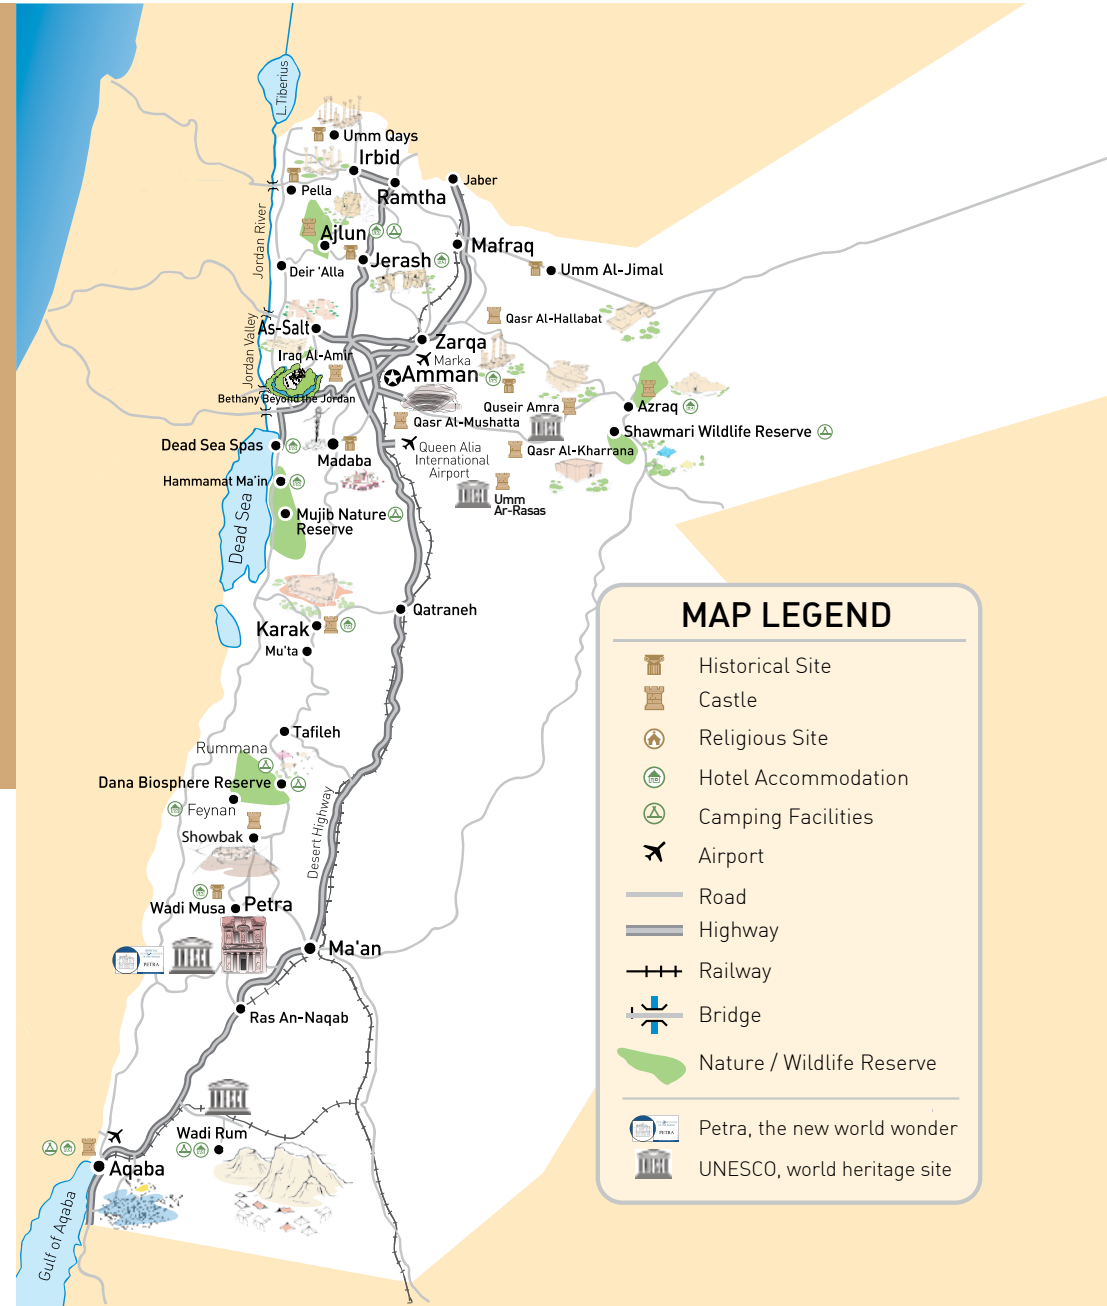 L.Tiberius
Umm Qays
Irbid
Jaber
Pella
Ramtha
Jordan River
Ajlun
Mafraq
Jerash
Deir 'Alla
Umm Al-Jimal
Qasr Al-Hallabat
As-Salt
Zarqa
Jordan Valley
Iraq Al-Amir
Marka
Amman
Bethany Beyond the Jordan
Quseir Amra
Azraq
Qasr Al-Mushatta
Shawmari Wildlife Reserve
Dead Sea Spas
Queen Alia
International
Airport
Qasr Al-Kharrana
Madaba
Hammamat Ma'in
Umm
Ar-Rasas
Mujib Nature
Reserve
Dead Sea
Qatraneh
Karak
Mu'ta
Tafileh
Rummana
Dana Biosphere Reserve
Feynan
Desert Highway
Showbak
Wadi Musa
Petra
PETRA
Ma'an
Ras An-Naqab
Wadi Rum
Aqaba
Gulf of Aqaba
MAP LEGEND
Historical Site
Castle
Religious Site
Hotel Accommodation
Camping Facilities
Airport
Road
Highway
Railway
Bridge
Nature / Wildlife Reserve
PETRA
Petra, the new world wonder
UNESCO, world heritage site